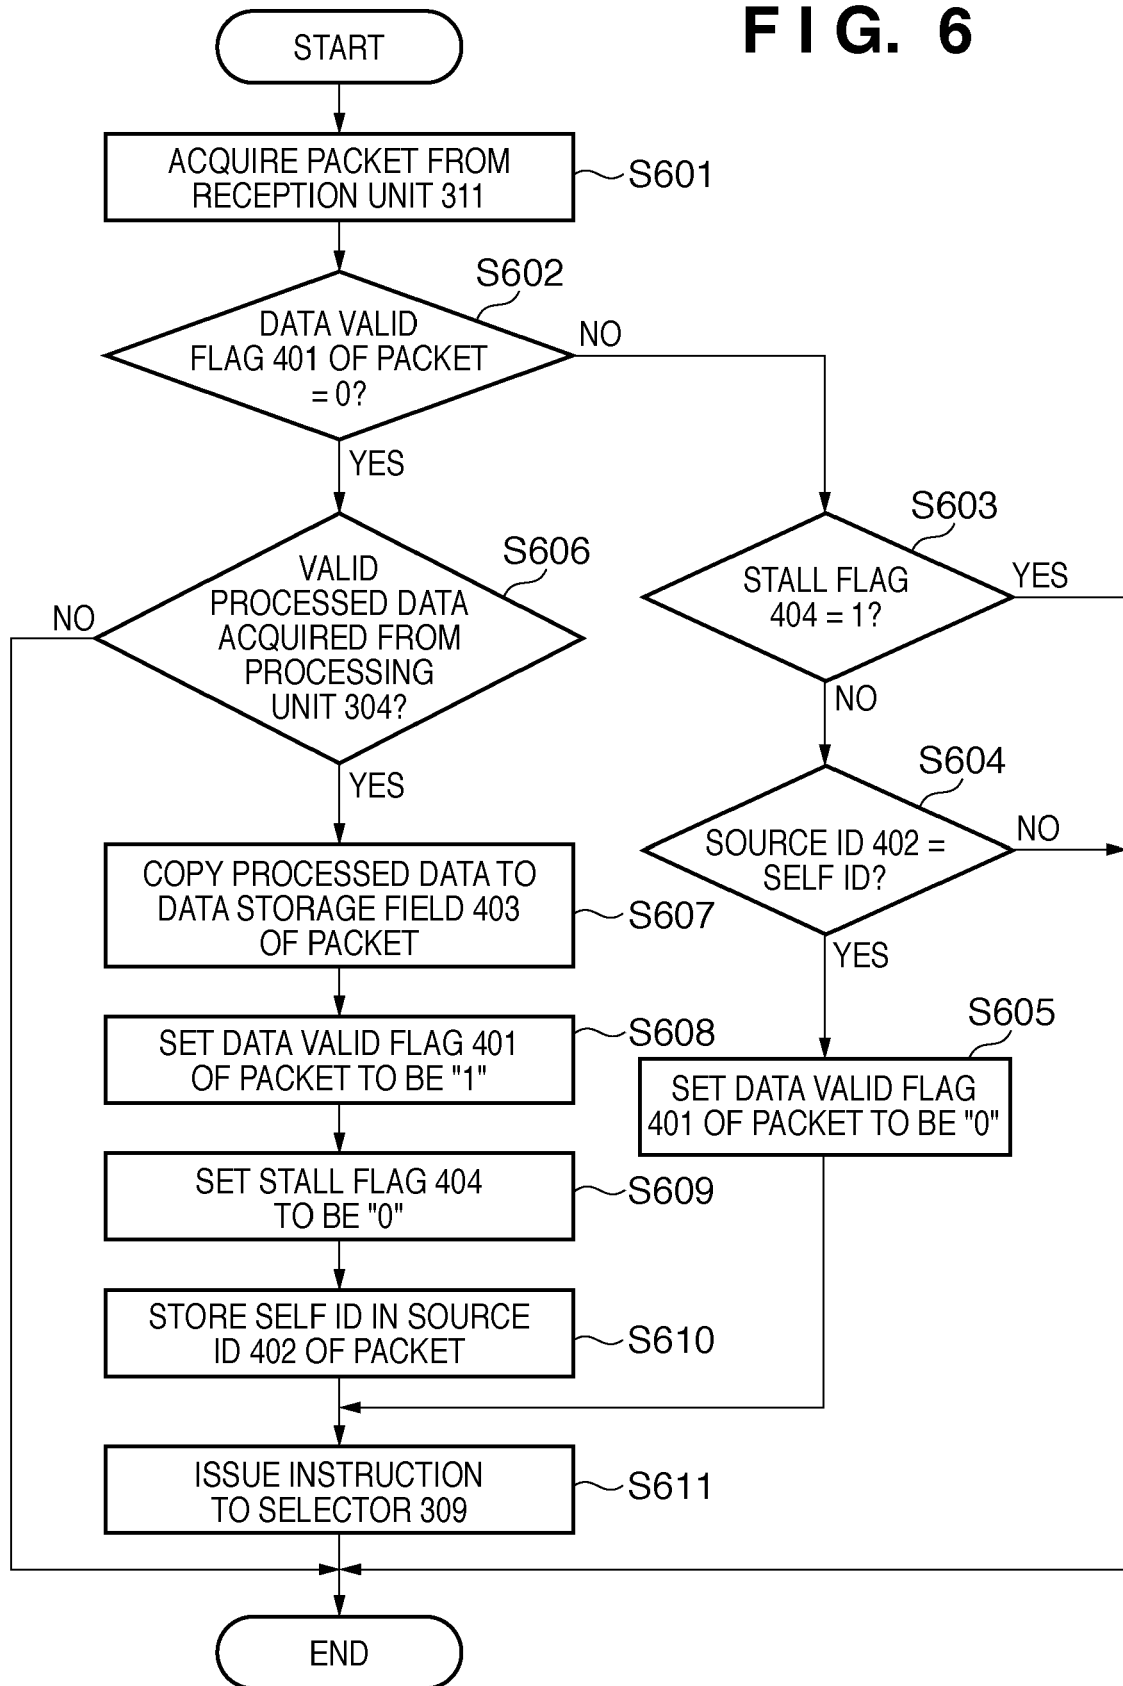 FIG. 6
START
ACQUIRE PACKET FROM
RECEPTION UNIT 311
S601
S602
DATA VALID
FLAG 401 OF PACKET
= 0?
NO
YES
S603
STALL FLAG
404 = 1?
YES
NO
S606
VALID
PROCESSED DATA
ACQUIRED FROM
PROCESSING
UNIT 304?
NO
YES
S604
SOURCE ID 402 =
SELF ID?
NO
YES
S605
SET DATA VALID FLAG
401 OF PACKET TO BE "0"
COPY PROCESSED DATA TO
DATA STORAGE FIELD 403
OF PACKET
S607
SET DATA VALID FLAG 401
OF PACKET TO BE "1"
S608
SET STALL FLAG 404
TO BE "0"
S609
STORE SELF ID IN SOURCE
ID 402 OF PACKET
S610
ISSUE INSTRUCTION
TO SELECTOR 309
S611
END